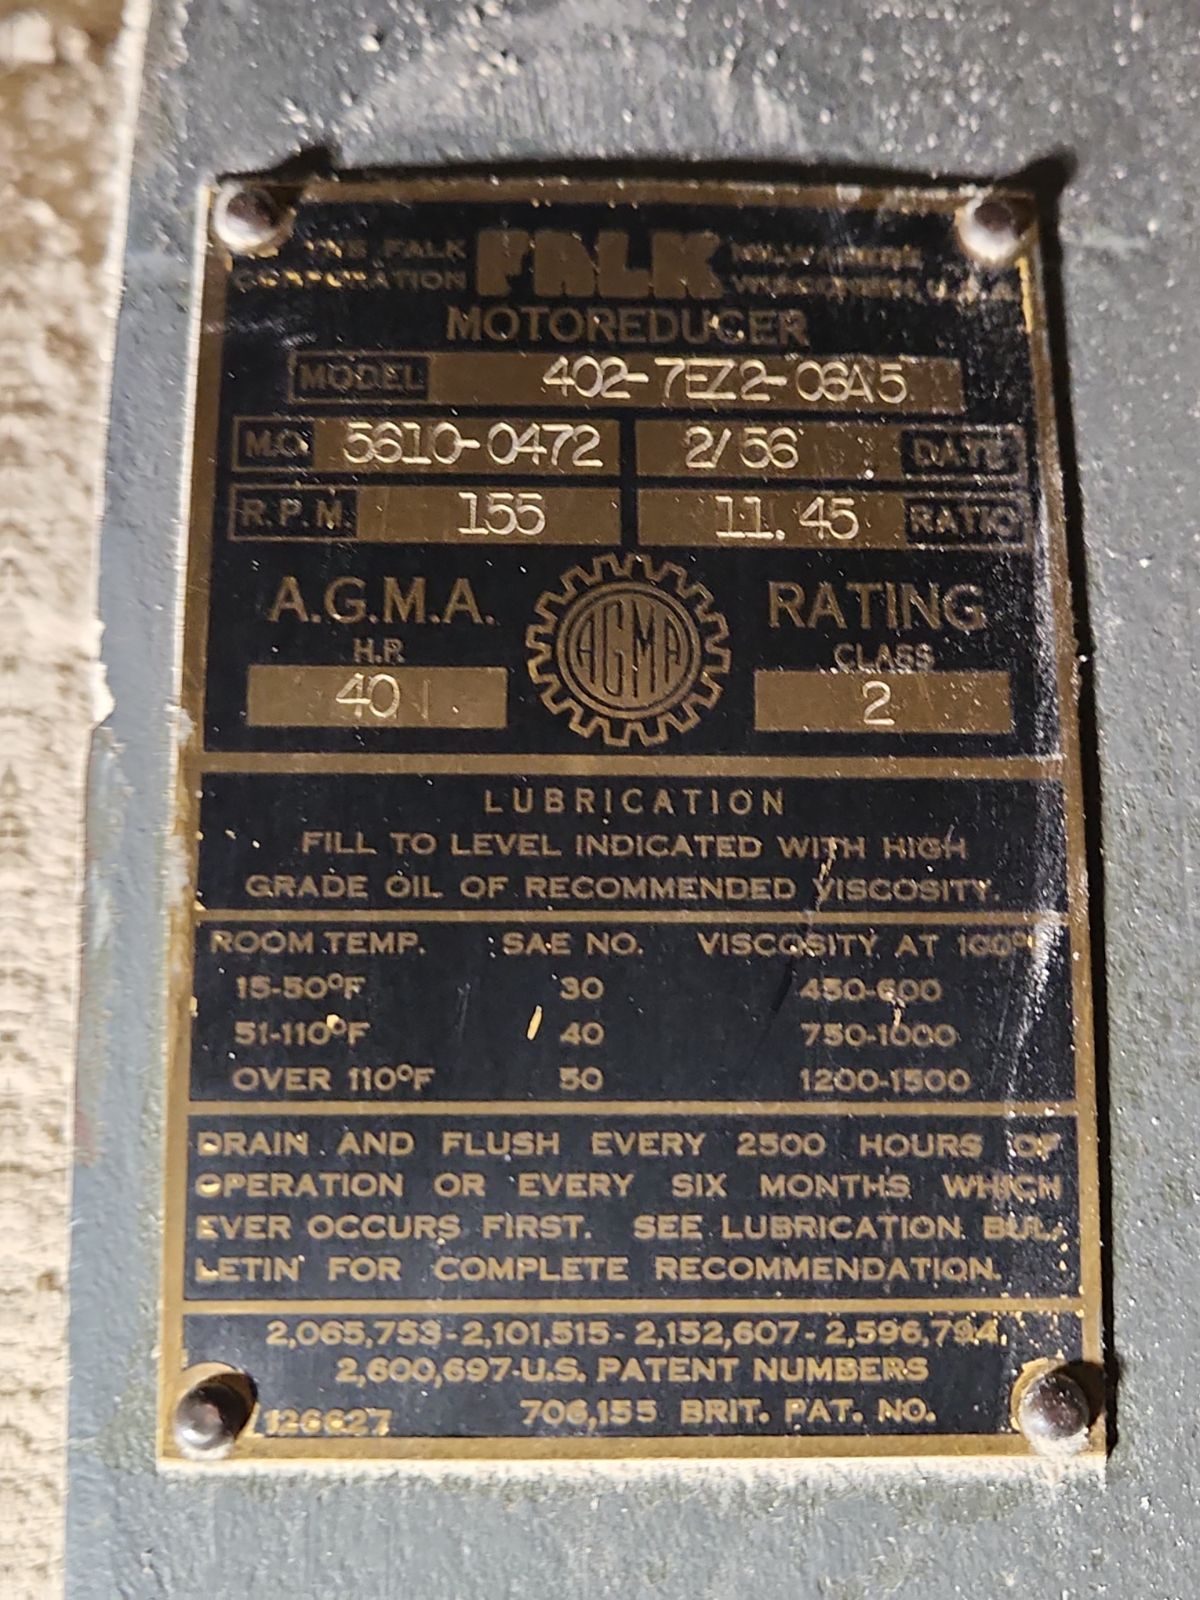 THE FALK CORPORATION FALK MILWAUKEE WISCONSIN, U.S.A.
MOTOREDUCER
MODEL 402-7EZ2-06A5
M.O. 5610-0472 2/56 DATE
R.P.M. 155 11.45 RATIO
A.G.M.A. AGMA RATING
H.P. CLASS
40 2
LUBRICATION
FILL TO LEVEL INDICATED WITH HIGH
GRADE OIL OF RECOMMENDED VISCOSITY.
ROOM TEMP. SAE NO. VISCOSITY AT 100°F
15-50°F 30 450-600
51-110°F 40 750-1000
OVER 110°F 50 1200-1500
DRAIN AND FLUSH EVERY 2500 HOURS OF
OPERATION OR EVERY SIX MONTHS WHICH
EVER OCCURS FIRST. SEE LUBRICATION BUL-
LETIN FOR COMPLETE RECOMMENDATION.
2,065,753-2,101,515-2,152,607-2,596,794,
2,600,697-U.S. PATENT NUMBERS
706,155 BRIT. PAT. NO.